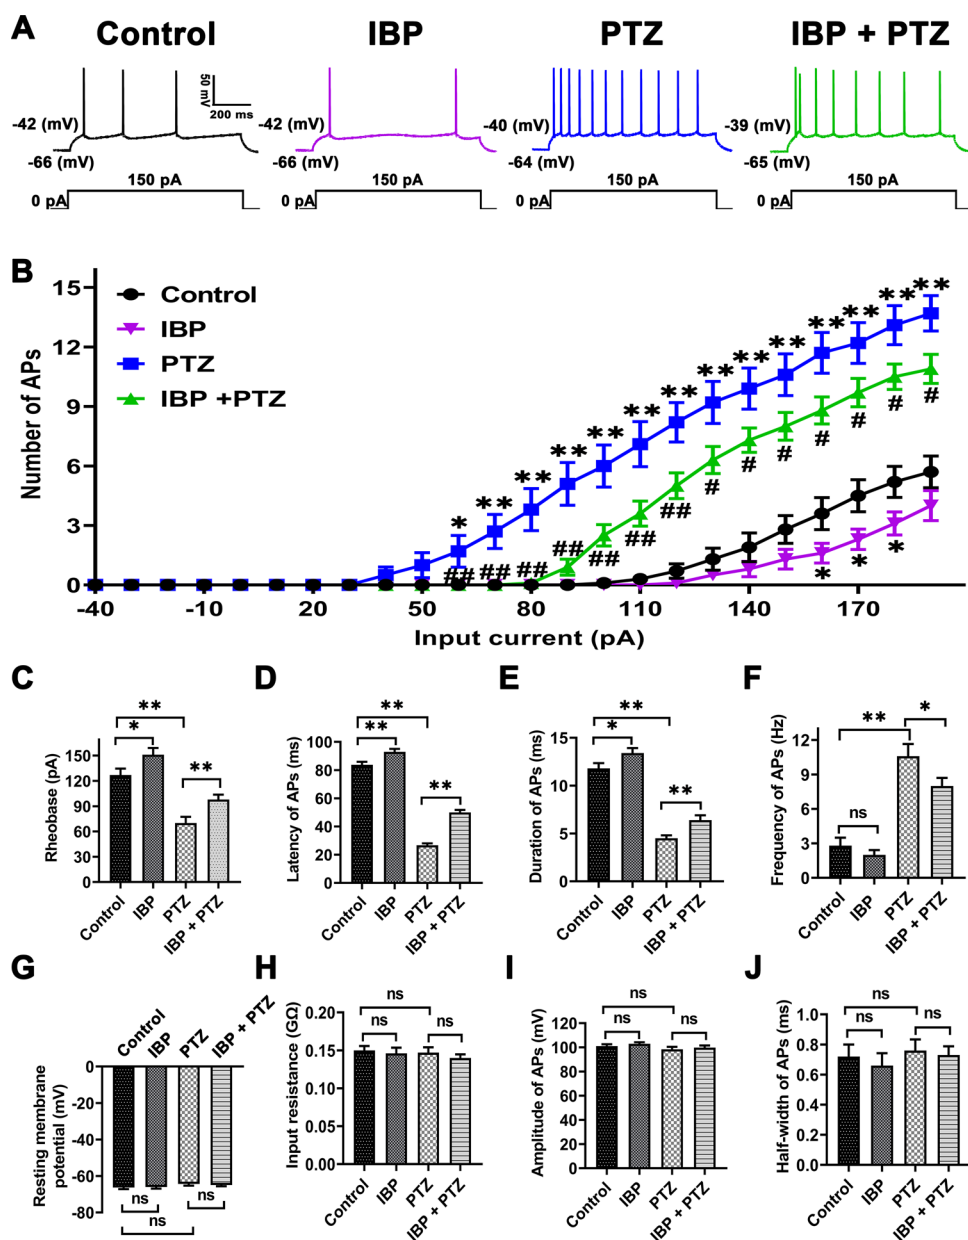 A
Control
IBP
PTZ
IBP + PTZ
50 mV
200 ms
-42 (mV)
-66 (mV)
-42 (mV)
-66 (mV)
-40 (mV)
-64 (mV)
-39 (mV)
-65 (mV)
150 pA
150 pA
150 pA
150 pA
0 pA
0 pA
0 pA
0 pA
B
Number of APs
15
12
9
6
3
0
Control
IBP
PTZ
IBP +PTZ
* ** ** ** ** ** ** ** ** ** ** ** ** **
## ## ## ## ## ## ## # # # # # # #
* * *
-40 -10 20 50 80 110 140 170
Input current (pA)
C
Rheobase (pA)
150
120
90
60
30
0
**
*
**
Control IBP PTZ IBP + PTZ
D
Latency of APs (ms)
100
80
60
40
20
0
**
**
**
Control IBP PTZ IBP + PTZ
E
Duration of APs (ms)
15
10
5
0
**
*
**
Control IBP PTZ IBP + PTZ
F
Frequency of APs (Hz)
12
9
6
3
0
** *
ns
Control IBP PTZ IBP + PTZ
G
Control IBP PTZ IBP + PTZ
Resting membrane
potential (mV)
0
-20
-40
-60
-80
ns ns
ns
H
Input resistance (GΩ)
0.20
0.15
0.10
0.05
0.00
ns
ns ns
Control IBP PTZ IBP + PTZ
I
Amplitude of APs (mV)
120
100
80
60
40
20
0
ns
ns ns
Control IBP PTZ IBP + PTZ
J
Half-width of APs (ms)
1.0
0.8
0.6
0.4
0.2
0.0
ns
ns ns
Control IBP PTZ IBP + PTZ